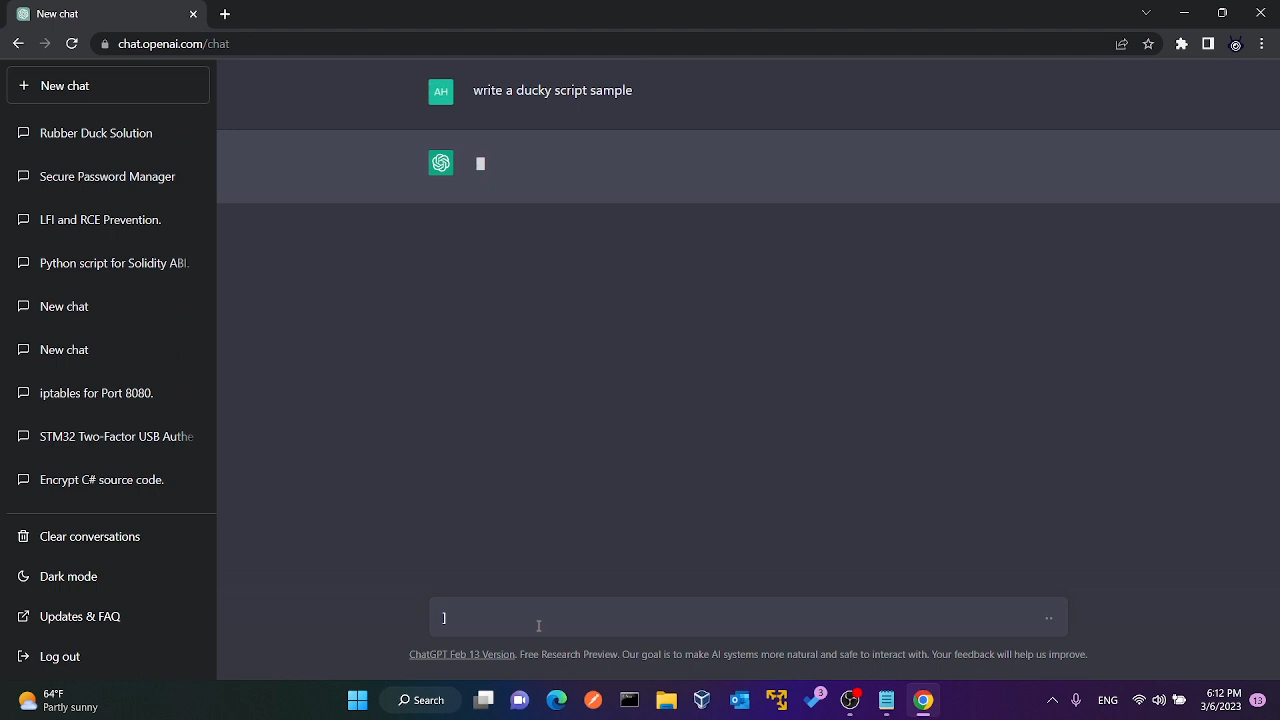 New chat
chat.openai.com/chat
New chat
AH
write a ducky script sample
Rubber Duck Solution
Secure Password Manager
LFI and RCE Prevention.
Python script for Solidity ABI.
New chat
New chat
iptables for Port 8080.
STM32 Two-Factor USB Authe
Encrypt C# source code.
Clear conversations
Dark mode
Updates & FAQ
Log out
]
ChatGPT Feb 13 Version. Free Research Preview. Our goal is to make AI systems more natural and safe to interact with. Your feedback will help us improve.
64°F
Partly sunny
Search
3
ENG
6:12 PM
3/6/2023
13